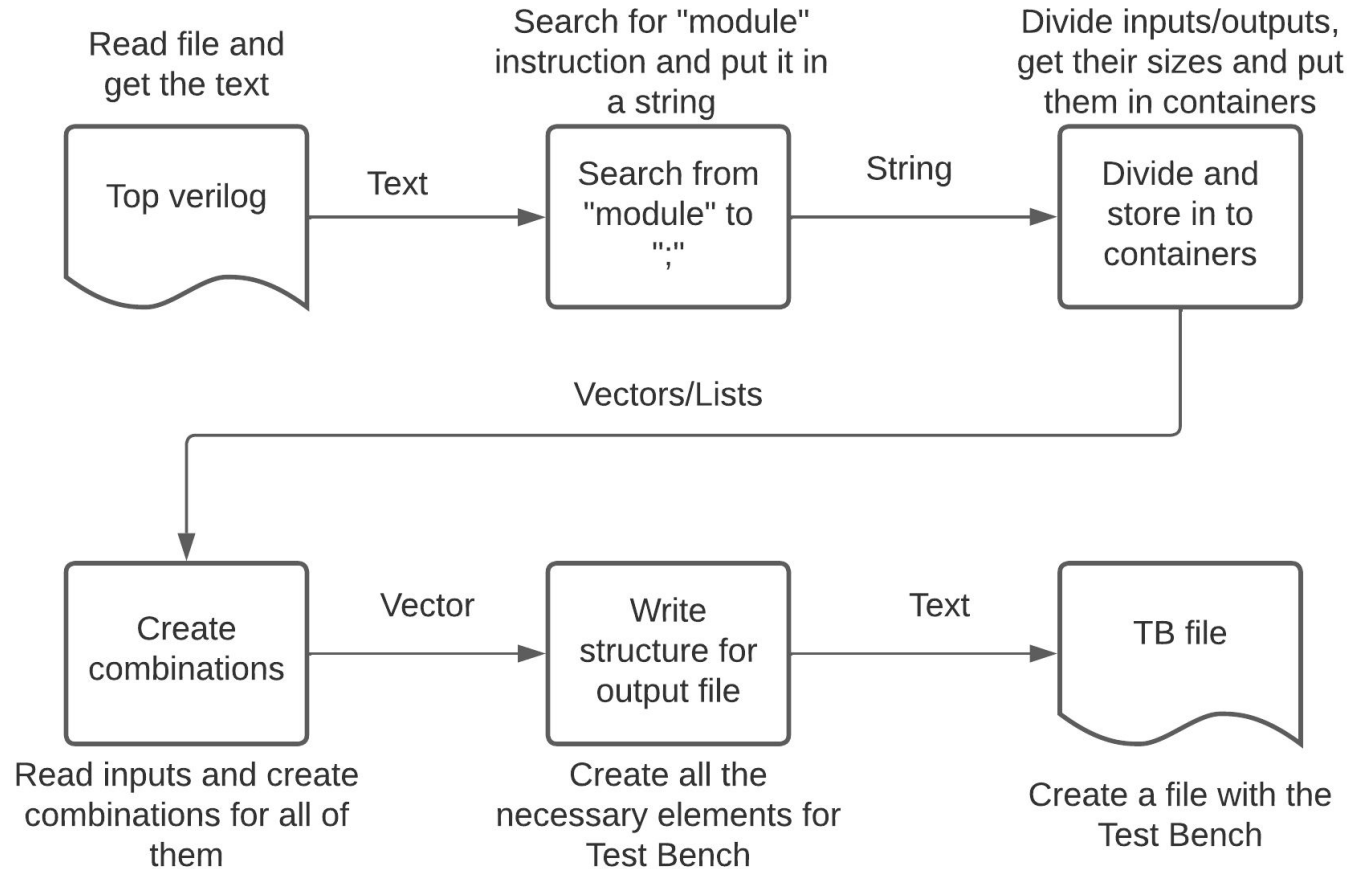 Read file and
get the text
Search for "module"
instruction and put it in
a string
Divide inputs/outputs,
get their sizes and put
them in containers
Top verilog
Text
Search from
"module" to
";"
String
Divide and
store in to
containers
Vectors/Lists
Create
combinations
Vector
Write
structure for
output file
Text
TB file
Read inputs and create
combinations for all of
them
Create all the
necessary elements for
Test Bench
Create a file with the
Test Bench